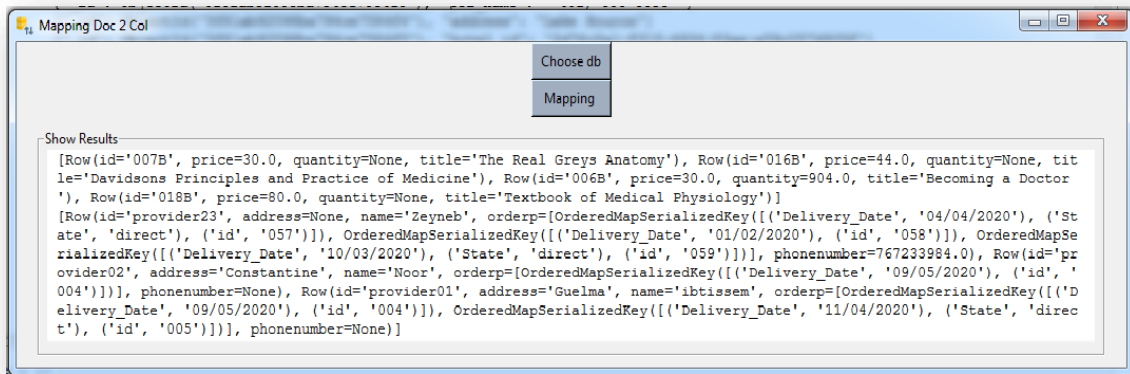 Mapping Doc 2 Col
Choose db
Mapping
Show Results
[Row(id='007B', price=30.0, quantity=None, title='The Real Greys Anatomy'), Row(id='016B', price=44.0, quantity=None, tit
le='Davidsons Principles and Practice of Medicine'), Row(id='006B', price=30.0, quantity=904.0, title='Becoming a Doctor
'), Row(id='018B', price=80.0, quantity=None, title='Textbook of Medical Physiology')]
[Row(id='provider23', address=None, name='Zeyneb', orderp=[OrderedMapSerializedKey([('Delivery_Date', '04/04/2020'), ('St
ate', 'direct'), ('id', '057')]), OrderedMapSerializedKey([('Delivery_Date', '01/02/2020'), ('id', '058')]), OrderedMapSe
rializedKey([('Delivery_Date', '10/03/2020'), ('State', 'direct'), ('id', '059')])], phonenumber=767233984.0), Row(id='pr
ovider02', address='Constantine', name='Noor', orderp=[OrderedMapSerializedKey([('Delivery_Date', '09/05/2020'), ('id', '
004')])], phonenumber=None), Row(id='provider01', address='Guelma', name='ibtissem', orderp=[OrderedMapSerializedKey([('D
elivery_Date', '09/05/2020'), ('id', '004')]), OrderedMapSerializedKey([('Delivery_Date', '11/04/2020'), ('State', 'direc
t'), ('id', '005')])], phonenumber=None)]